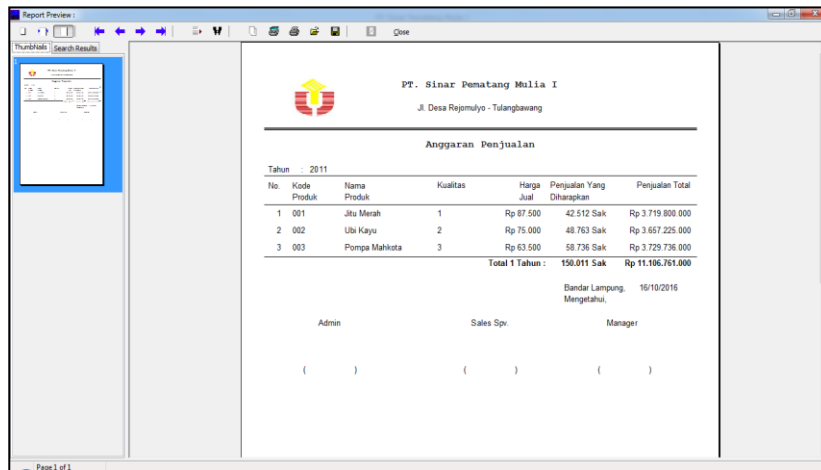 Report Preview :
Close
Thumbnails Search Results
1
PT. Sinar Pematang Mulia I
Jl. Desa Rejomulyo - Tulangbawang
Anggaran Penjualan
Tahun : 2011
No. Kode Produk Nama Produk Kualitas Harga Jual Penjualan Yang Diharapkan Penjualan Total
1 001 Jitu Merah 1 Rp 87.500 42.512 Sak Rp 3.719.800.000
2 002 Ubi Kayu 2 Rp 75.000 48.763 Sak Rp 3.657.225.000
3 003 Pompa Mahkota 3 Rp 63.500 58.736 Sak Rp 3.729.736.000
Total 1 Tahun : 150.011 Sak Rp 11.106.761.000
Bandar Lampung, 16/10/2016
Mengetahui,
Admin Sales Spv. Manager
( ) ( ) ( )
Page 1 of 1